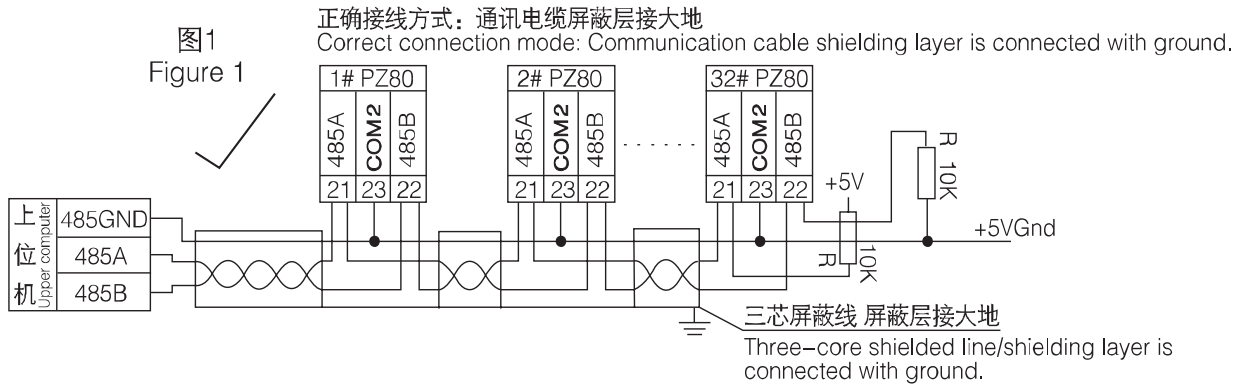 正确接线方式：通讯电缆屏蔽层接大地
Correct connection mode: Communication cable shielding layer is connected with ground.
图1
Figure 1
1# PZ80
485A
COM2
485B
21 23 22
2# PZ80
485A
COM2
485B
21 23 22
······
32# PZ80
485A
COM2
485B
21 23 22
+5V
R 10K
R 10K
+5VGnd
上位机
Upper computer
485GND
485A
485B
三芯屏蔽线 屏蔽层接大地
Three-core shielded line/shielding layer is
connected with ground.